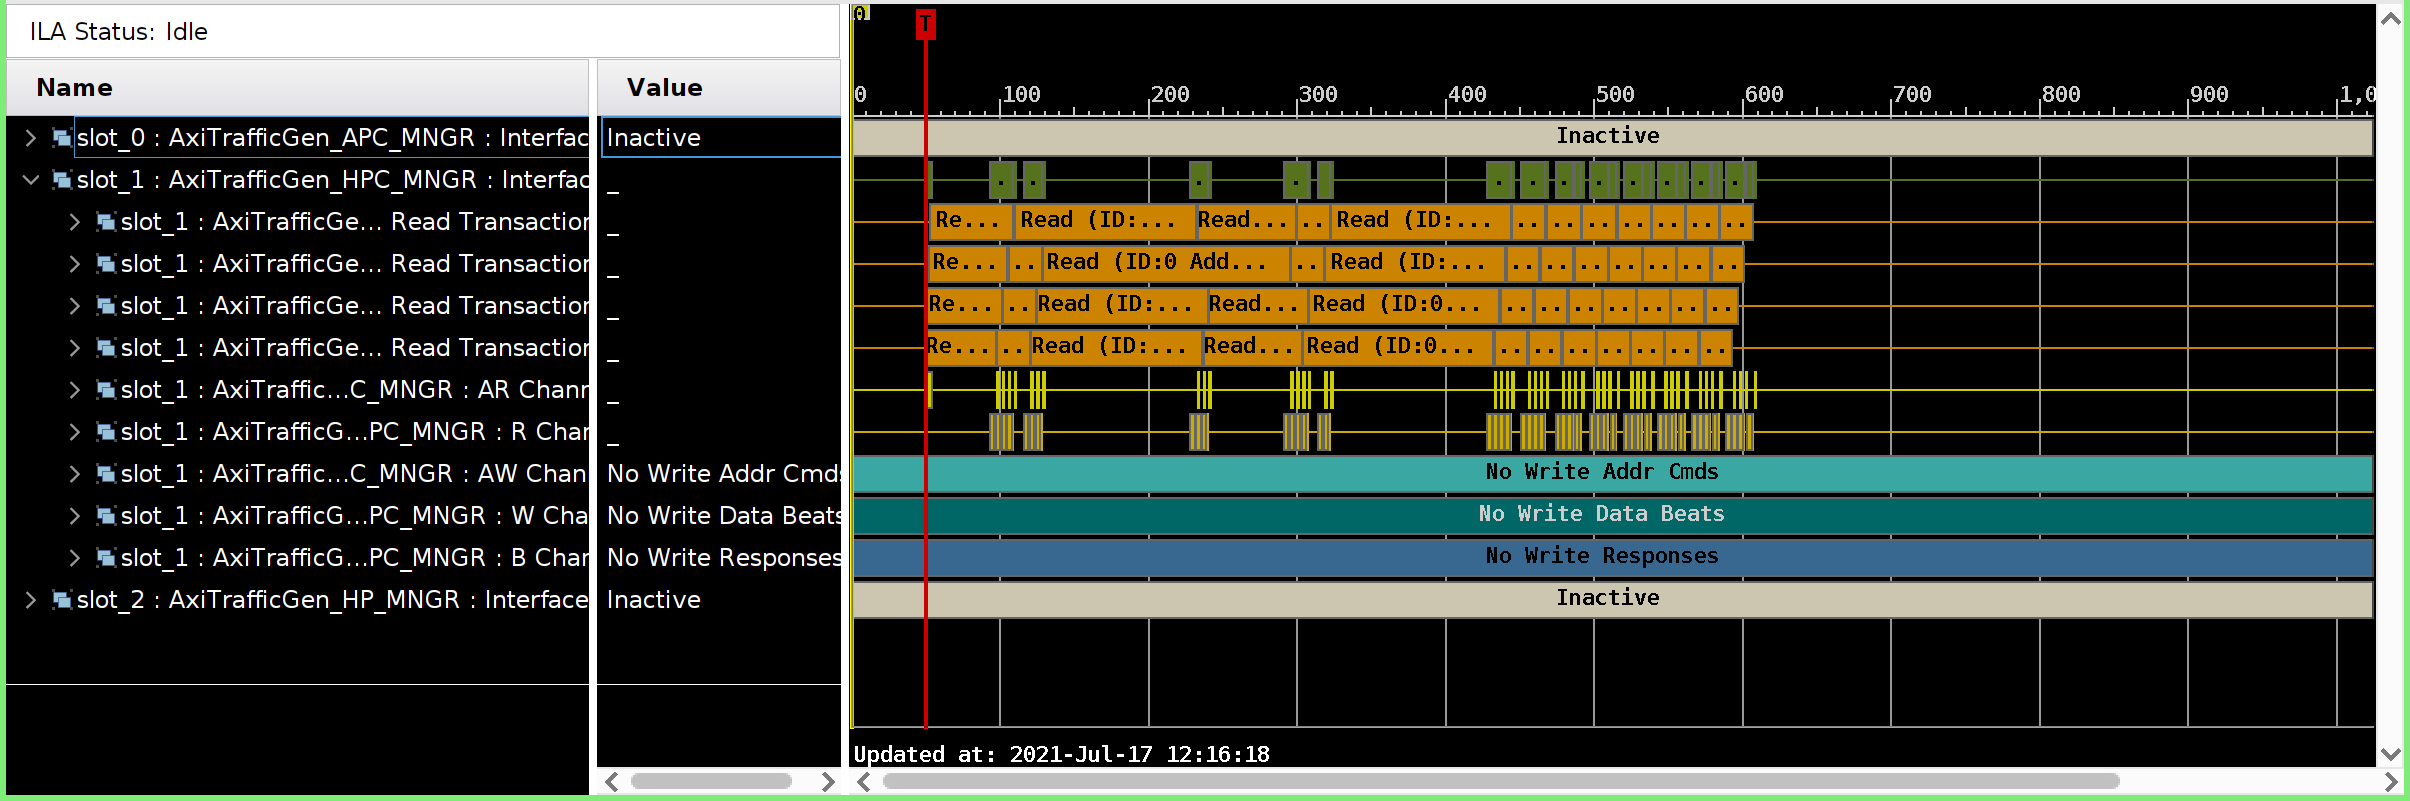 ILA Status: Idle
0
T
Name
Value
0 100 200 300 400 500 600 700 800 900 1,0
slot_0 : AxiTrafficGen_APC_MNGR : Interfac Inactive Inactive
slot_1 : AxiTrafficGen_HPC_MNGR : Interfac _ . . . . . . . . . . . .
slot_1 : AxiTrafficGe... Read Transaction _ Re... Read (ID:... Read... .. Read (ID:... .. .. .. .. .. .. ..
slot_1 : AxiTrafficGe... Read Transaction _ Re... .. Read (ID:0 Add... .. Read (ID:... .. .. .. .. .. .. ..
slot_1 : AxiTrafficGe... Read Transaction _ Re... .. Read (ID:... Read... Read (ID:0... .. .. .. .. .. .. ..
slot_1 : AxiTrafficGe... Read Transaction _ Re... .. Read (ID:... Read... Read (ID:0... .. .. .. .. .. .. ..
slot_1 : AxiTraffic...C_MNGR : AR Chann _
slot_1 : AxiTrafficG...PC_MNGR : R Char _
slot_1 : AxiTraffic...C_MNGR : AW Chan No Write Addr Cmds No Write Addr Cmds
slot_1 : AxiTrafficG...PC_MNGR : W Cha No Write Data Beats No Write Data Beats
slot_1 : AxiTrafficG...PC_MNGR : B Char No Write Responses No Write Responses
slot_2 : AxiTrafficGen_HP_MNGR : Interface Inactive Inactive
Updated at: 2021-Jul-17 12:16:18